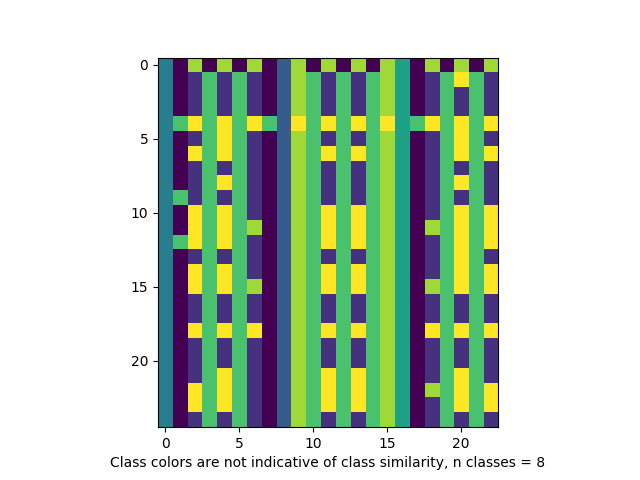 0
5
10
15
20
0 5 10 15 20
Class colors are not indicative of class similarity, n classes = 8